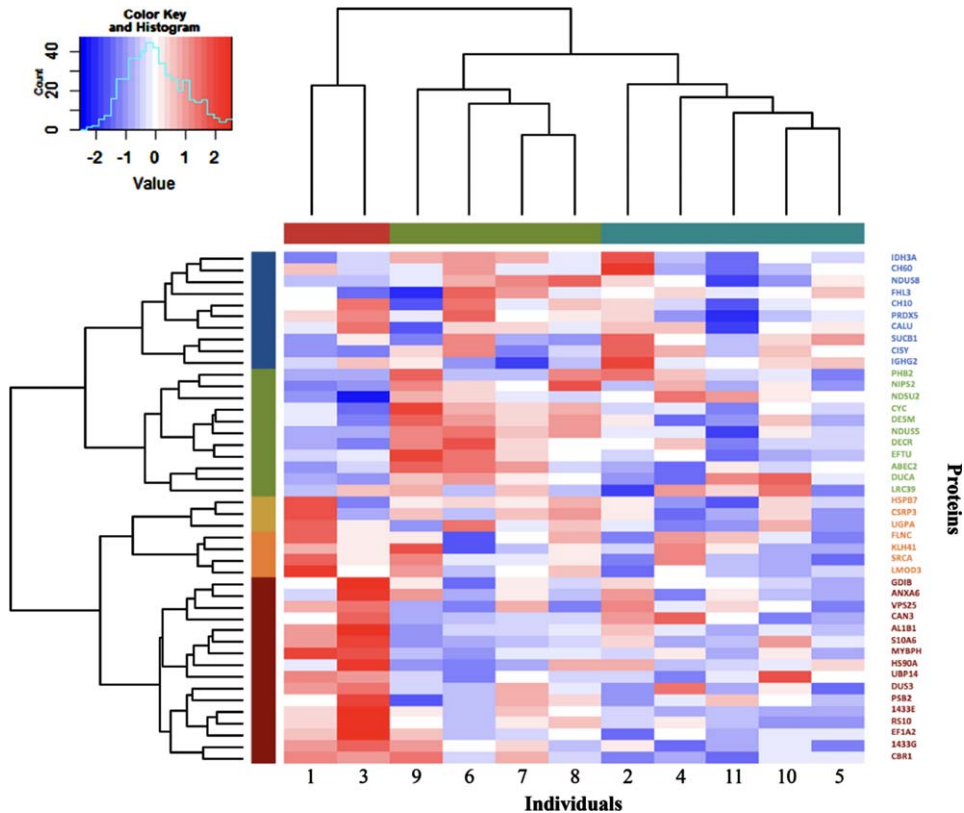 Color Key
and Histogram
Count
0 20 40
-2 -1 0 1 2
Value
IDH3A
CH60
NDUS8
FHL3
CH10
PRDX5
CALU
SUCB1
CISY
IGHG2
PHB2
NIPS2
NDSU2
CYC
DESM
NDUS5
DECR
EFTU
ABEC2
DUCA
LRC39
HSPB7
CSRP3
UGPA
FLNC
KLH41
SRCA
LMOD3
GDIB
ANXA6
VPS25
CAN3
AL1B1
S10A6
MYBPH
HS90A
UBP14
DUS3
PSB2
1433E
RS10
EF1A2
1433G
CBR1
Proteins
1 3 9 6 7 8 2 4 11 10 5
Individuals